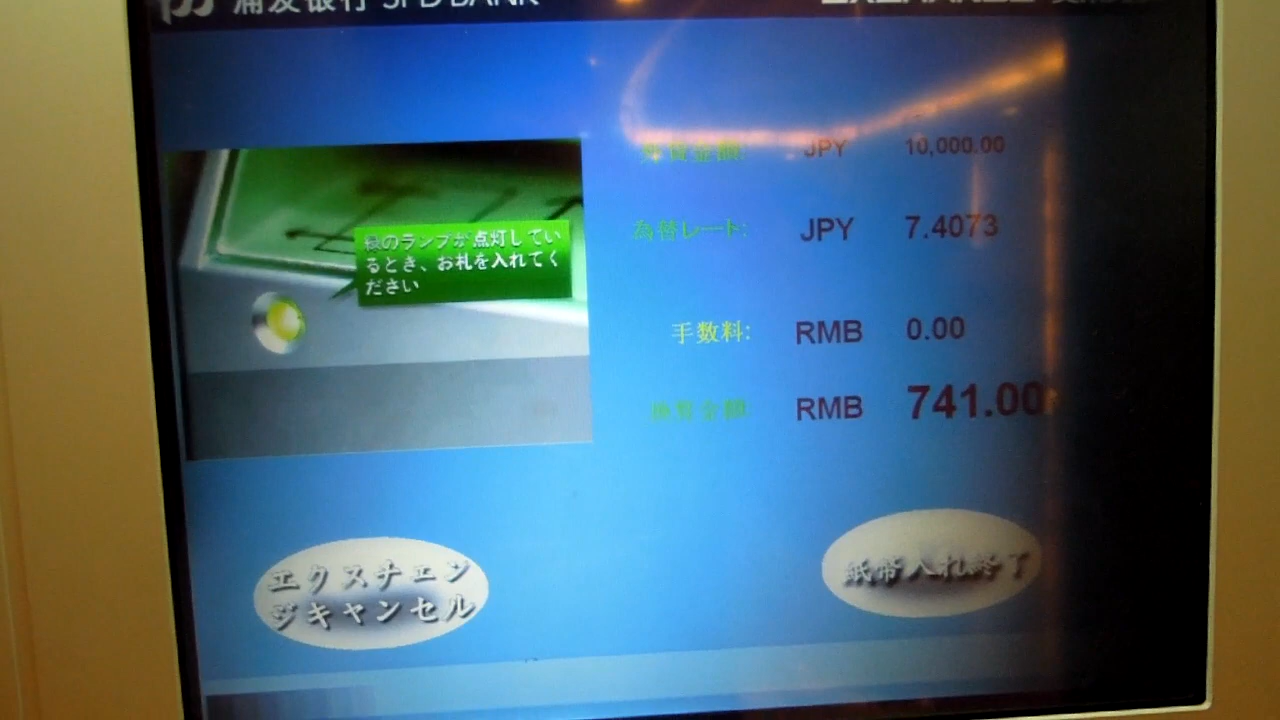 浦发银行 SPD BANK
JPY 10,000.00
緑のランプが点灯してい
るとき、お札を入れてく
ださい
為替レート: JPY 7.4073
手数料: RMB 0.00
RMB 741.00
エクスチェン
ジキャンセル
紙幣入れ終了